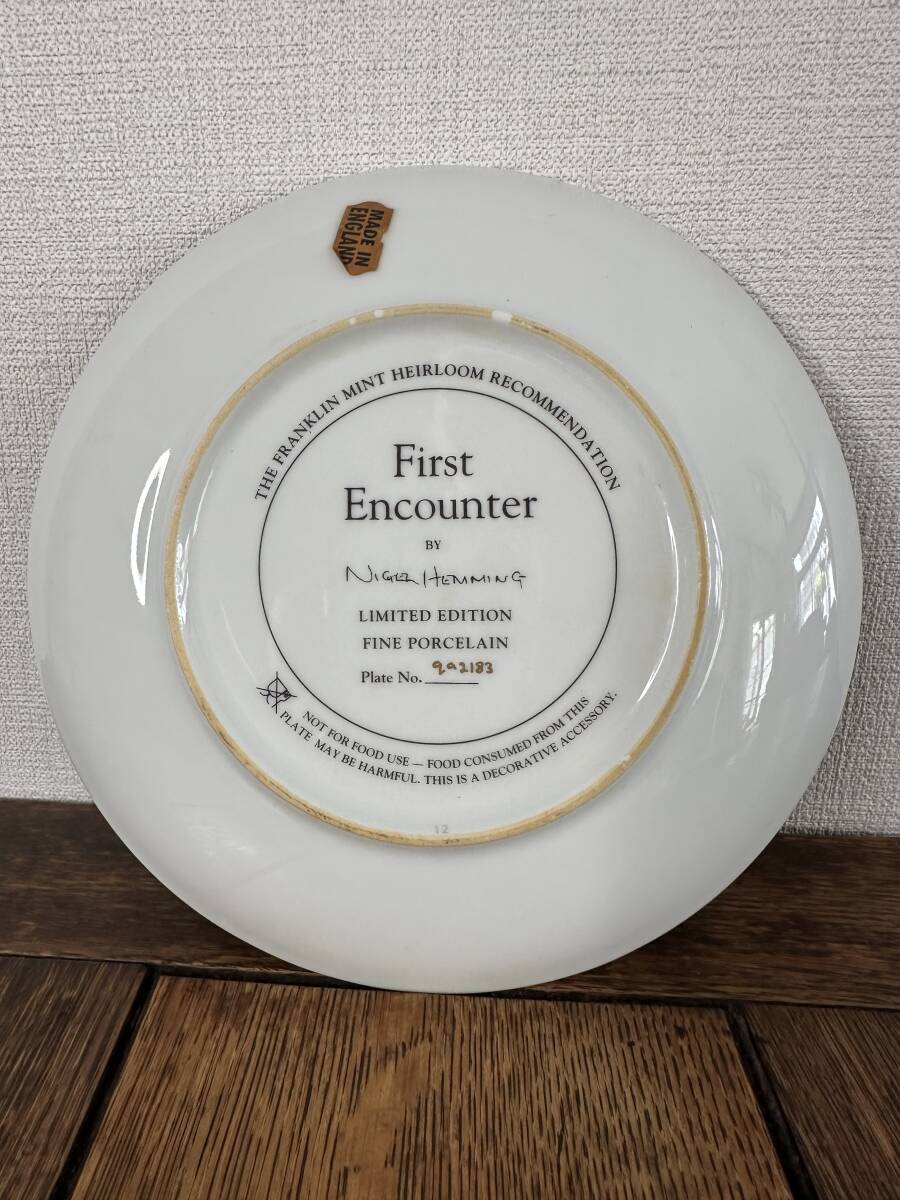 MADE IN
ENGLAND
THE FRANKLIN MINT HEIRLOOM RECOMMENDATION
First
Encounter
BY
NIGEL HEMMING
LIMITED EDITION
FINE PORCELAIN
Plate No. 9a2183
NOT FOR FOOD USE — FOOD CONSUMED FROM THIS
PLATE MAY BE HARMFUL. THIS IS A DECORATIVE ACCESSORY.
12